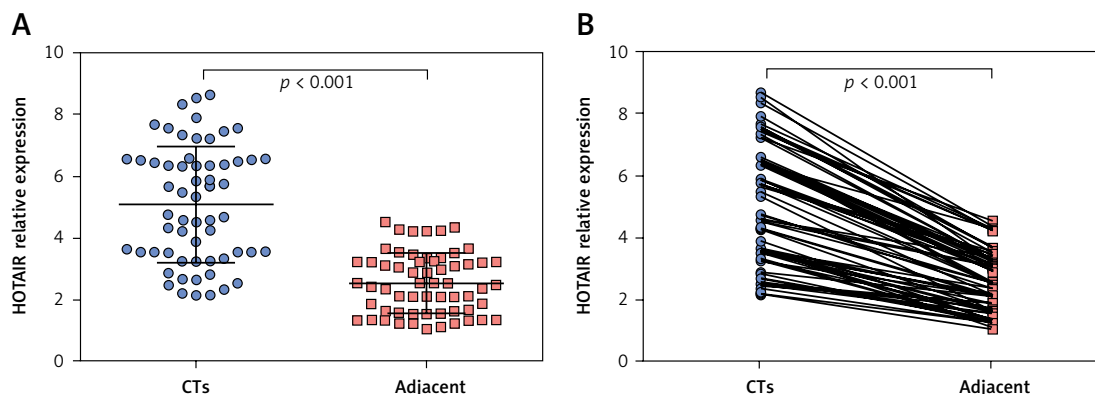 A
HOTAIR relative expression
10
8
6
4
2
0
p < 0.001
CTs
Adjacent
B
HOTAIR relative expression
10
8
6
4
2
0
p < 0.001
CTs
Adjacent